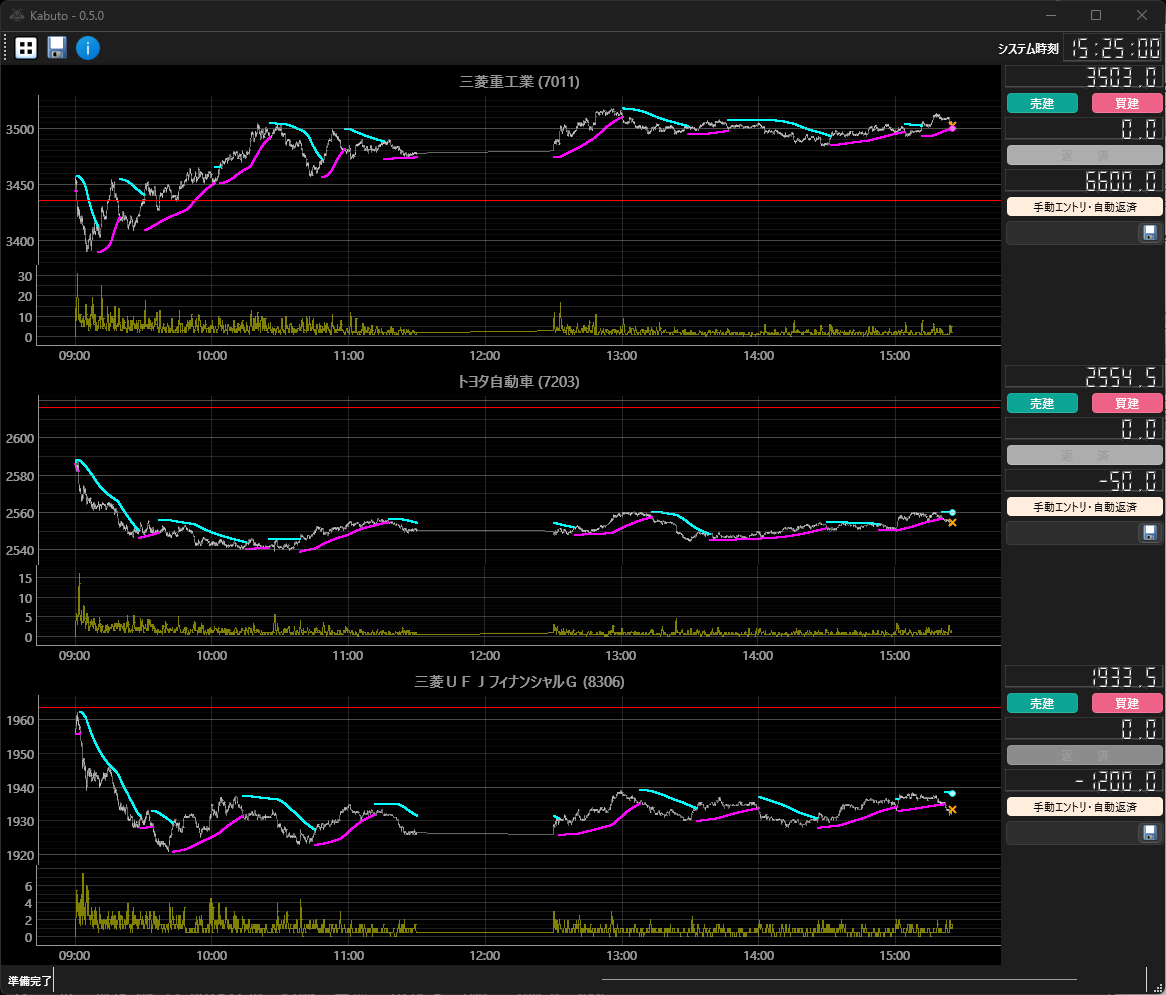 Kabuto - 0.5.0
システム時刻 15:25:00
三菱重工業 (7011)
3503.0
売建 買建
0.0
返 済
6600.0
手動エントリ・自動返済
3500
3450
3400
30
20
10
0
09:00 10:00 11:00 12:00 13:00 14:00 15:00
トヨタ自動車 (7203)
2554.5
売建 買建
0.0
返 済
-50.0
手動エントリ・自動返済
2600
2580
2560
2540
15
10
5
0
09:00 10:00 11:00 12:00 13:00 14:00 15:00
三菱ＵＦＪフィナンシャルＧ (8306)
1933.5
売建 買建
0.0
返 済
-1200.0
手動エントリ・自動返済
1960
1950
1940
1930
1920
6
4
2
0
09:00 10:00 11:00 12:00 13:00 14:00 15:00
準備完了